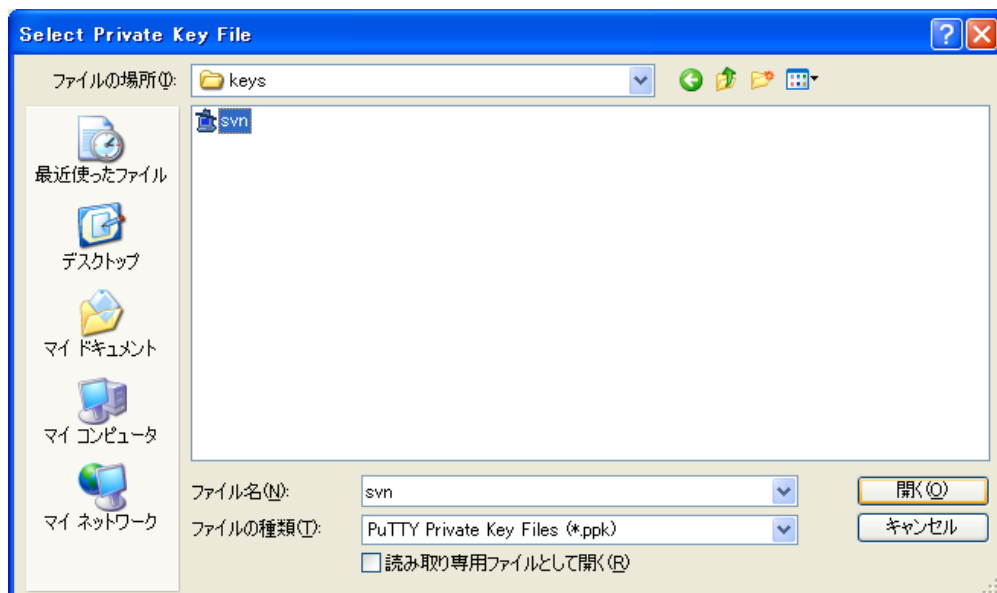 Select Private Key File
ファイルの場所(I):
keys
svn
最近使ったファイル
デスクトップ
マイ ドキュメント
マイ コンピュータ
マイ ネットワーク
ファイル名(N):
svn
開く(O)
ファイルの種類(T):
PuTTY Private Key Files (*.ppk)
キャンセル
読み取り専用ファイルとして開く(R)